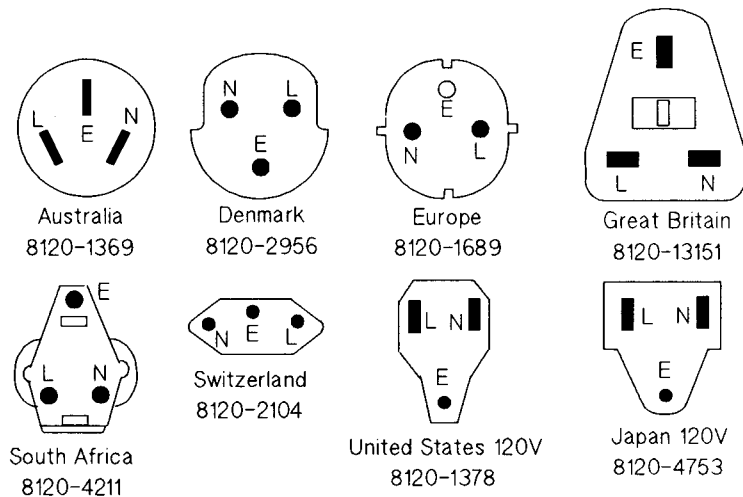 L E N
Australia
8120-1369
N L
E
Denmark
8120-2956
E
N L
Europe
8120-1689
E
L N
Great Britain
8120-13151
E
L N
South Africa
8120-4211
N E L
Switzerland
8120-2104
L N
E
United States 120V
8120-1378
L N
E
Japan 120V
8120-4753